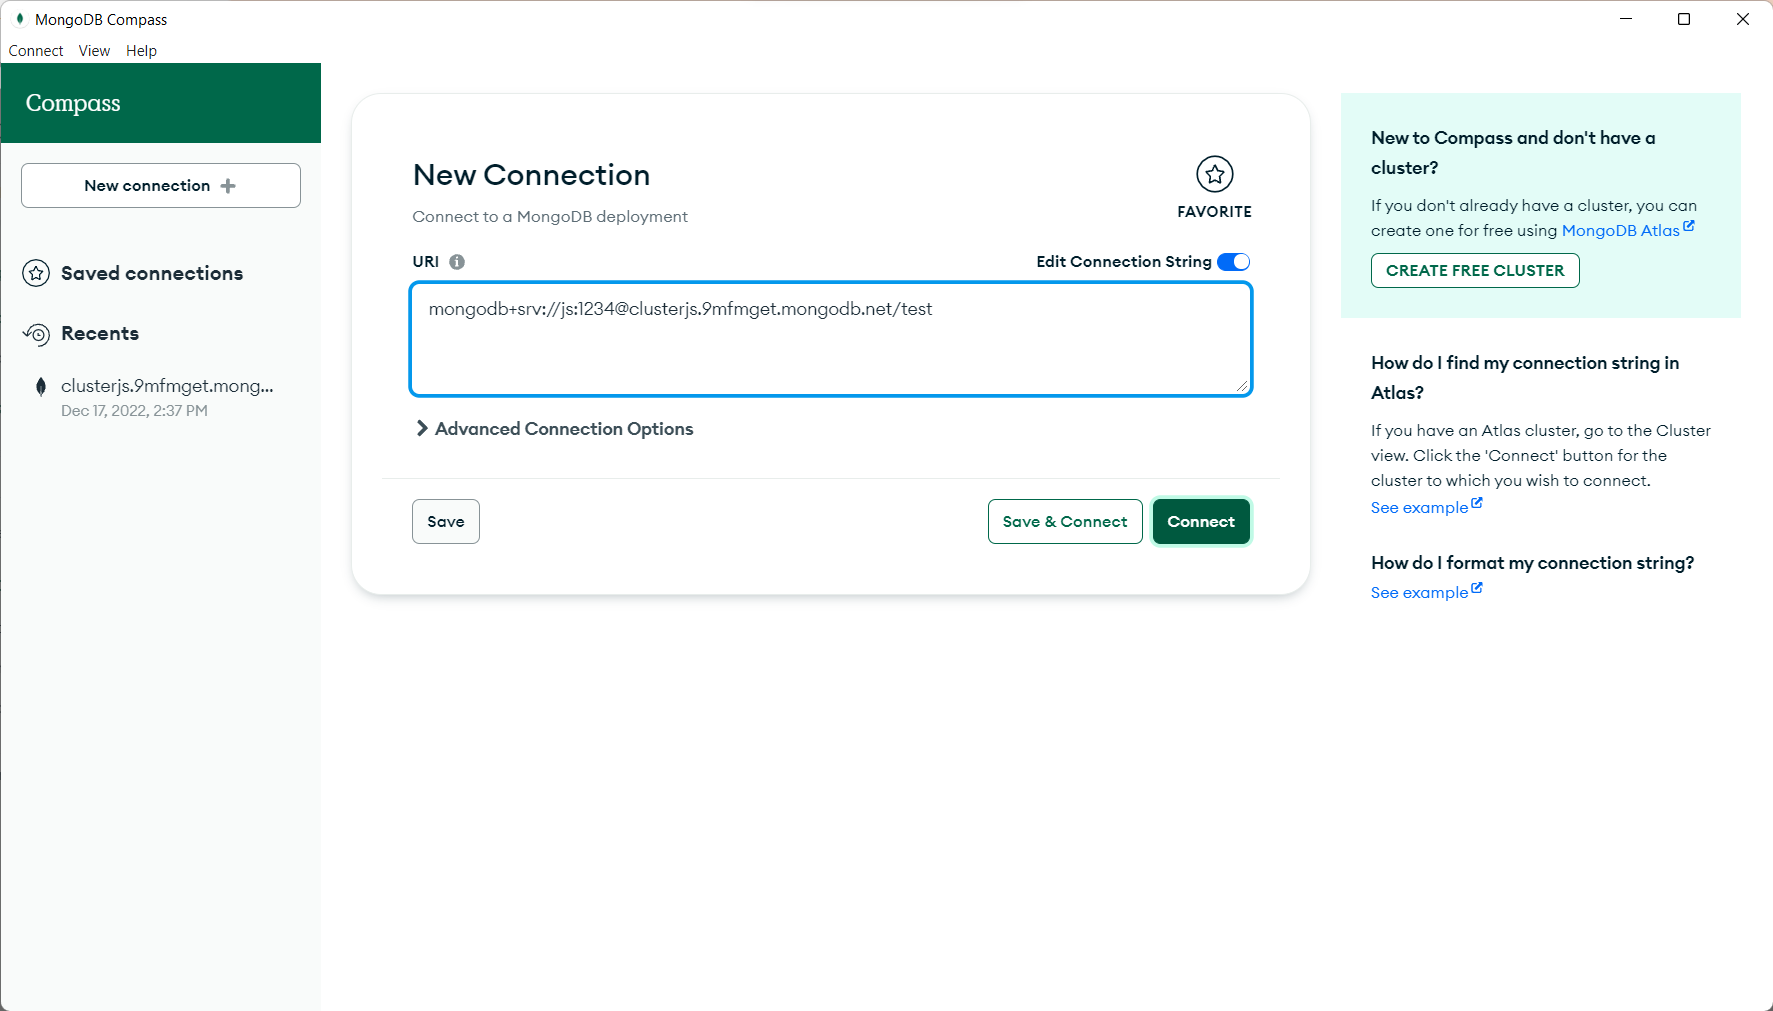 MongoDB Compass
Connect View Help
Compass
New connection
Saved connections
Recents
clusterjs.9mfmget.mong...
Dec 17, 2022, 2:37 PM
New Connection
Connect to a MongoDB deployment
FAVORITE
URI
Edit Connection String
mongodb+srv://js:1234@clusterjs.9mfmget.mongodb.net/test
Advanced Connection Options
Save
Save & Connect
Connect
New to Compass and don't have a
cluster?
If you don't already have a cluster, you can
create one for free using MongoDB Atlas
CREATE FREE CLUSTER
How do I find my connection string in
Atlas?
If you have an Atlas cluster, go to the Cluster
view. Click the 'Connect' button for the
cluster to which you wish to connect.
See example
How do I format my connection string?
See example